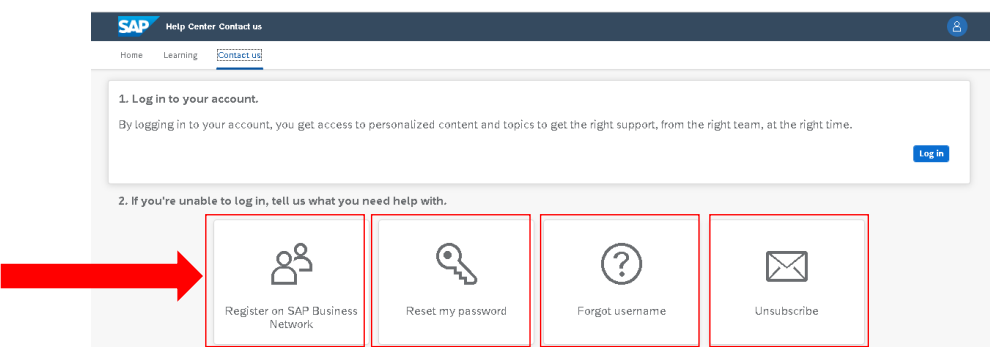 SAP Help Center Contact us
Home Learning Contact us
1. Log in to your account.
By logging in to your account, you get access to personalized content and topics to get the right support, from the right team, at the right time.
Log in
2. If you're unable to log in, tell us what you need help with.
Register on SAP Business
Network
Reset my password
Forgot username
Unsubscribe